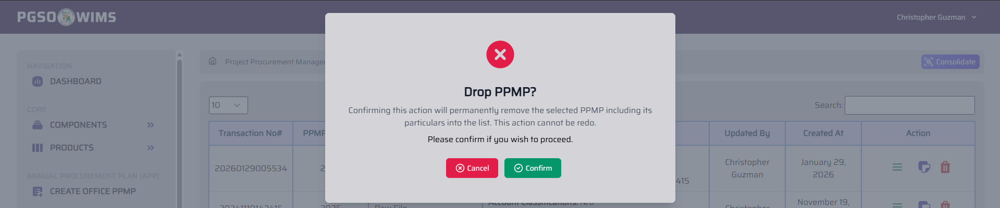 PGSO WIMS
Christopher Guzman
NAVIGATION
DASHBOARD
CORE
COMPONENTS
PRODUCTS
ANNUAL PROCUREMENT PLAN (APP)
CREATE OFFICE PPMP
Project Procurement
Consolidate
10
Search:
Drop PPMP?
Confirming this action will permanently remove the selected PPMP including its
particulars into the list. This action cannot be redo.
Please confirm if you wish to proceed.
Cancel
Confirm
Transaction No#
PPMP
Updated By
Created At
Action
20260129005534
2
415
Christopher
Guzman
January 29,
2026
20241119142415
2025
Raw File
Account Classifications: N/a
Christopher
November 19,